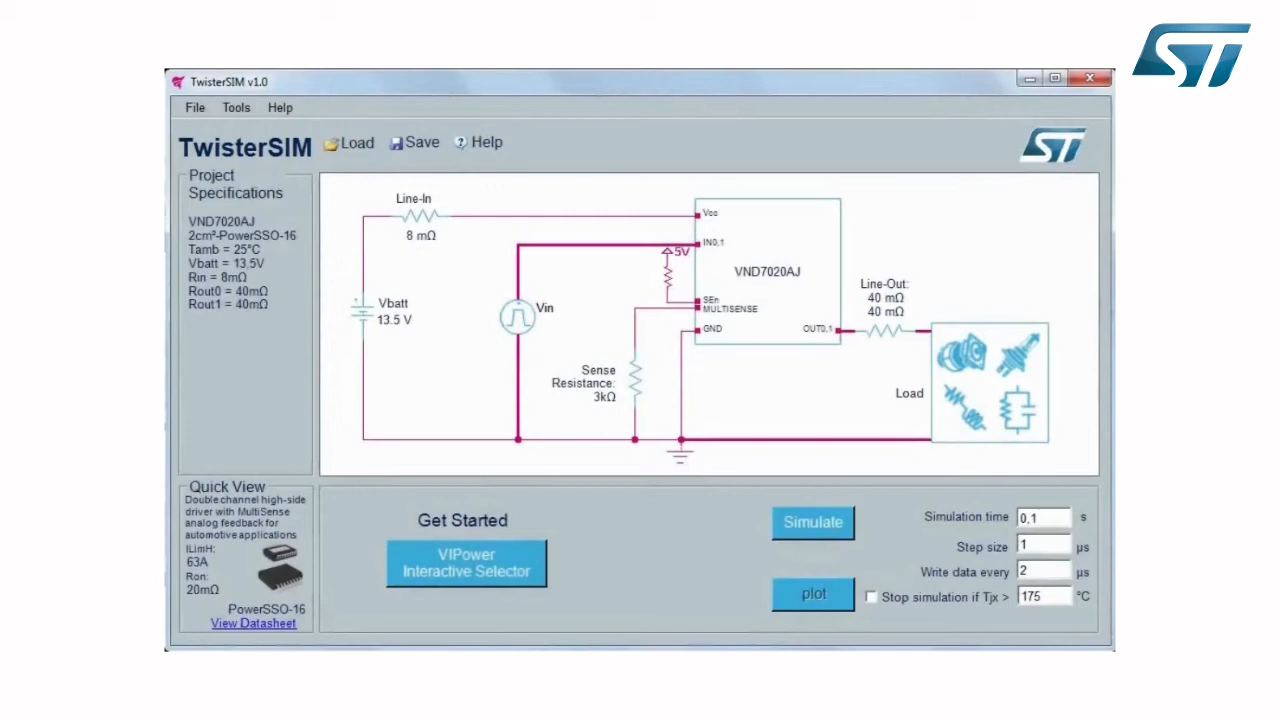 ST
TwisterSIM v1.0
File Tools Help
TwisterSIM Load Save Help
ST
Project
Specifications
VND7020AJ
2cm²-PowerSSO-16
Tamb = 25°C
Vbatt = 13,5V
Rin = 8mΩ
Rout0 = 40mΩ
Rout1 = 40mΩ
Line-In
8 mΩ
Vbatt
13.5 V
Vin
5V
Sense
Resistance:
3kΩ
Vcc
IN0,1
VND7020AJ
SEn
MULTISENSE
GND
OUT0,1
Line-Out:
40 mΩ
40 mΩ
Load
Quick View
Double channel high-side
driver with MultiSense
analog feedback for
automotive applications
ILimH:
63A
Ron:
20mΩ
PowerSSO-16
View Datasheet
Get Started
VIPower
Interactive Selector
Simulate
plot
Simulation time 0,1 s
Step size 1 µs
Write data every 2 µs
Stop simulation if Tjx > 175 °C